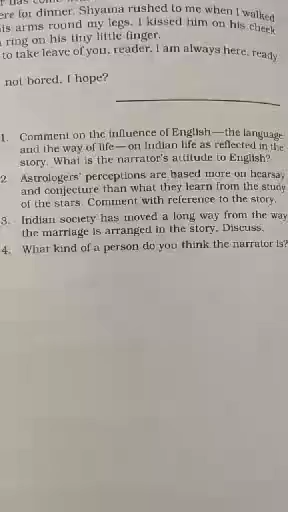 ere for dinner. Shyama rushed to me when I walked
is arms round my legs. I kissed him on his cheek
ring on his tiny little finger.
to take leave of you, reader. I am always here, ready
not bored, I hope?
1. Comment on the influence of English—the language
and the way of life—on Indian life as reflected in the
story. What is the narrator's attitude to English?
2 Astrologers' perceptions are based more on hearsay
and conjecture than what they learn from the study
of the stars. Comment with reference to the story.
3. Indian society has moved a long way from the way
the marriage is arranged in the story. Discuss.
4. What kind of a person do you think the narrator is?